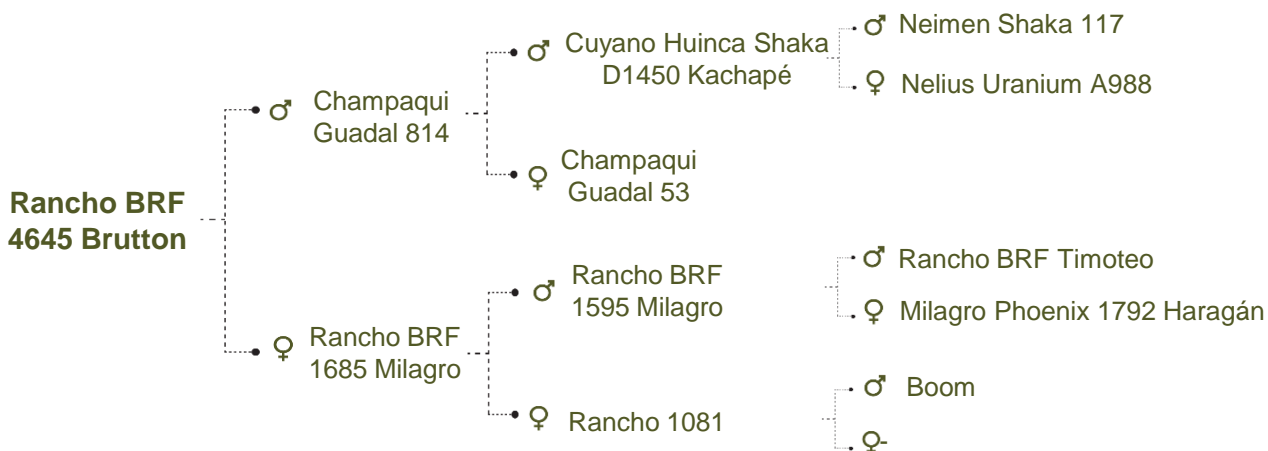 ♂ Neimen Shaka 117
♂ Cuyano Huinca Shaka
D1450 Kachapé
♀ Nelius Uranium A988
♂ Champaqui
Guadal 814
♀ Champaqui
Guadal 53
Rancho BRF
4645 Brutton
♂ Rancho BRF Timoteo
♂ Rancho BRF
1595 Milagro
♀ Milagro Phoenix 1792 Haragán
♀ Rancho BRF
1685 Milagro
♂ Boom
♀ Rancho 1081
♀-